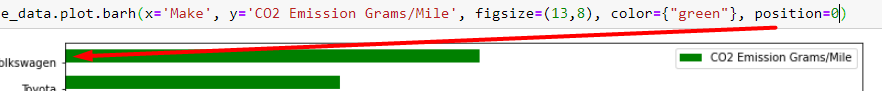 e_data.plot.barh(x='Make', y='CO2 Emission Grams/Mile', figsize=(13,8), color={"green"}, position=0)
olkswagen
CO2 Emission Grams/Mile
Toyota